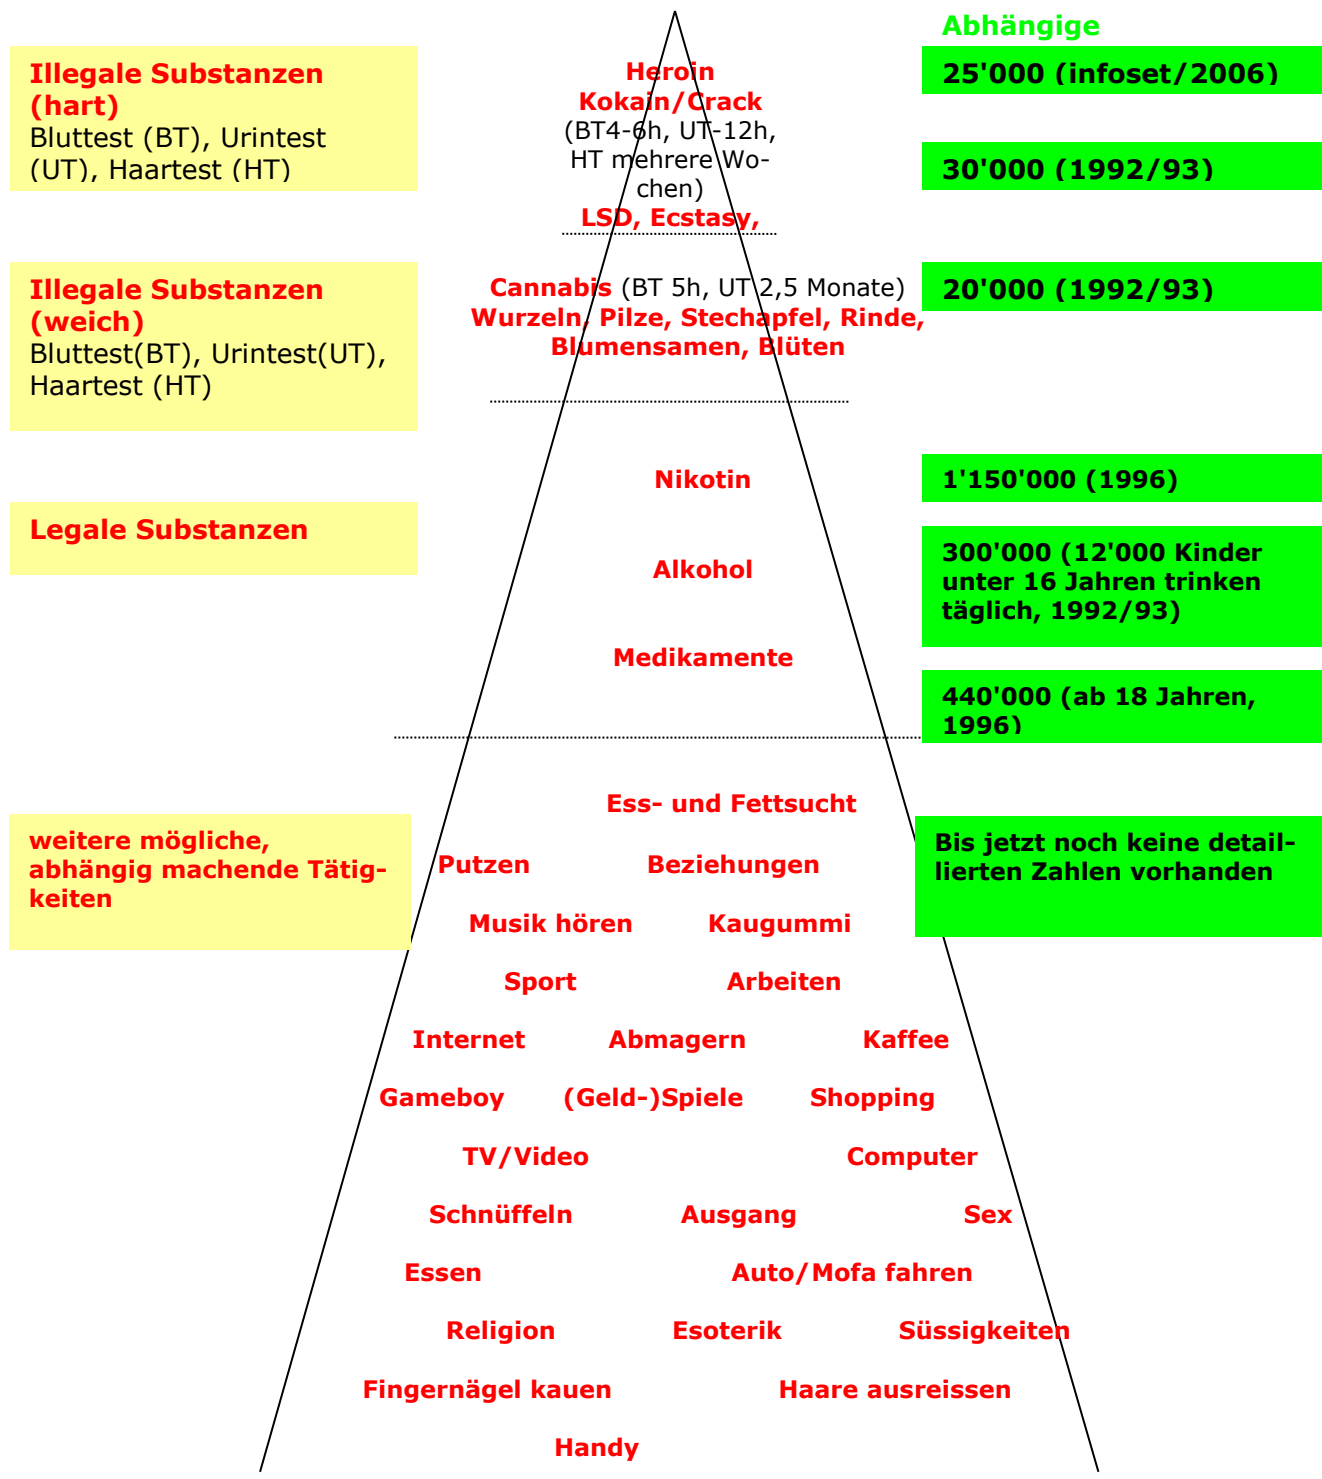 Abhängige
Illegale Substanzen
(hart)
Bluttest (BT), Urintest
(UT), Haartest (HT)
Heroin
Kokain/Crack
(BT4-6h, UT-12h,
HT mehrere Wo-
chen)
LSD, Ecstasy,
25'000 (infoset/2006)
30'000 (1992/93)
Illegale Substanzen
(weich)
Bluttest(BT), Urintest(UT),
Haartest (HT)
Cannabis (BT 5h, UT 2,5 Monate)
Wurzeln, Pilze, Stechapfel, Rinde,
Blumensamen, Blüten
20'000 (1992/93)
Legale Substanzen
Nikotin
Alkohol
Medikamente
1'150'000 (1996)
300'000 (12'000 Kinder
unter 16 Jahren trinken
täglich, 1992/93)
440'000 (ab 18 Jahren,
1996)
weitere mögliche,
abhängig machende Tätig-
keiten
Ess- und Fettsucht
Putzen Beziehungen
Musik hören Kaugummi
Sport Arbeiten
Internet Abmagern Kaffee
Gameboy (Geld-)Spiele Shopping
TV/Video Computer
Schnüffeln Ausgang Sex
Essen Auto/Mofa fahren
Religion Esoterik Süssigkeiten
Fingernägel kauen Haare ausreissen
Handy
Bis jetzt noch keine detail-
lierten Zahlen vorhanden